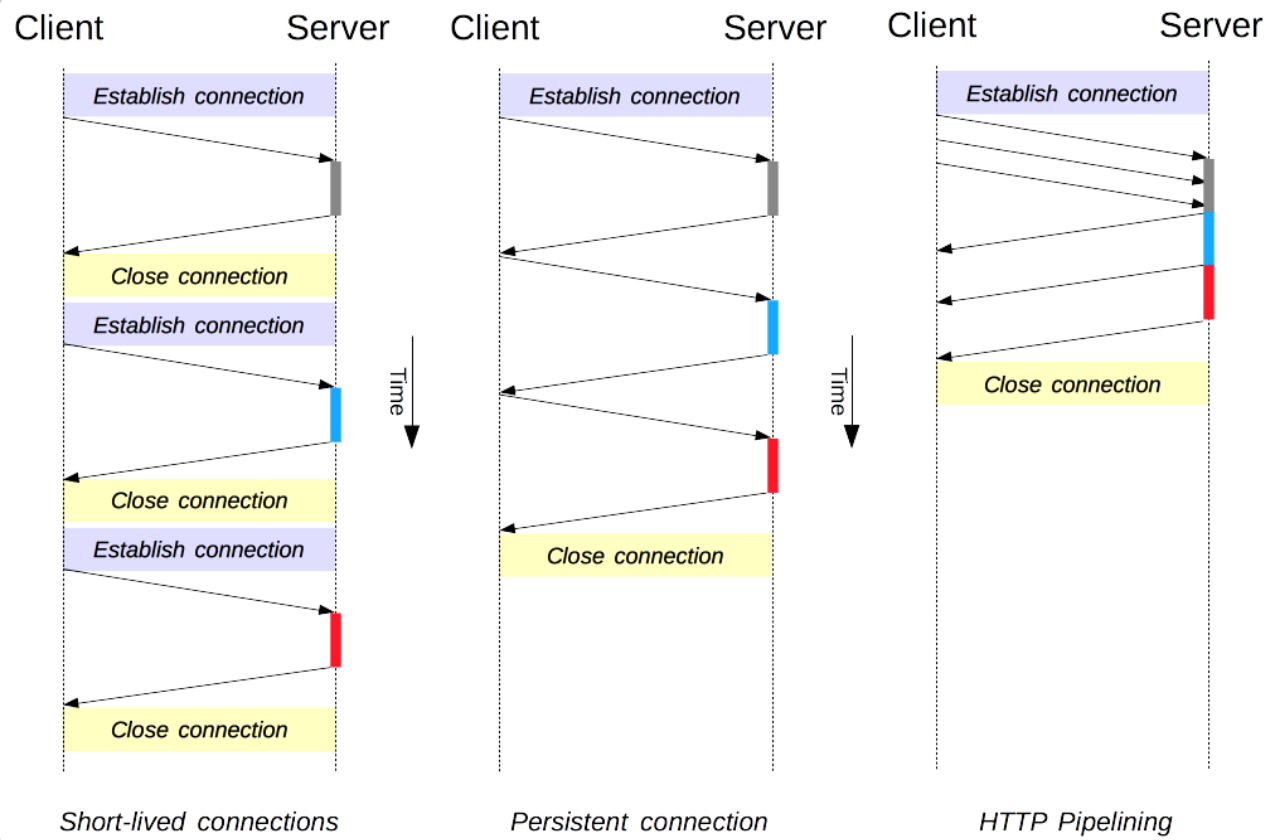 Client Server Client Server Client Server
Establish connection
Close connection
Establish connection
Close connection
Establish connection
Close connection
Short-lived connections
Time
Establish connection
Close connection
Persistent connection
Time
Establish connection
Close connection
HTTP Pipelining